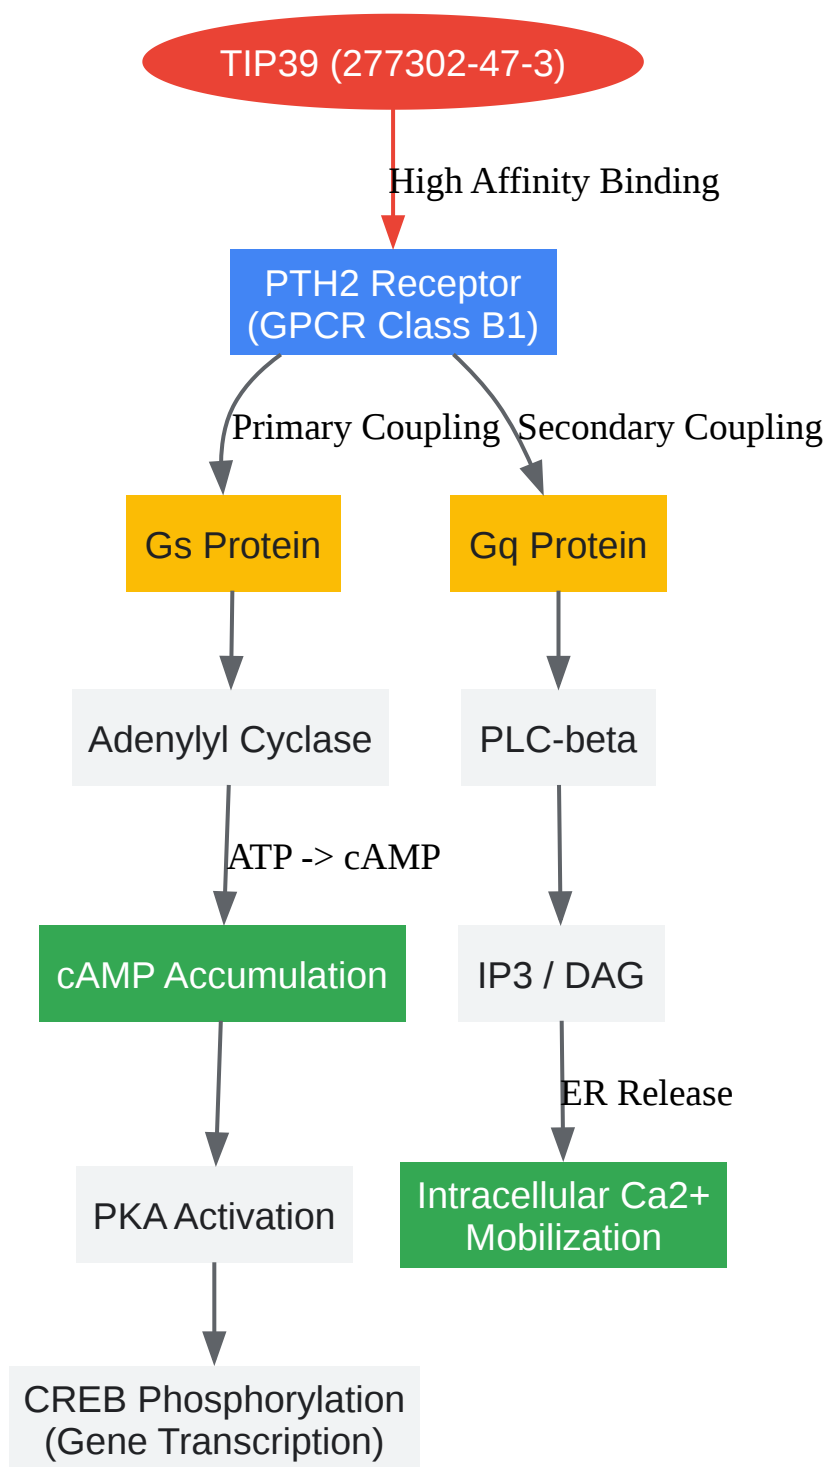 TIP39 (277302-47-3)
High Affinity Binding
PTH2 Receptor
(GPCR Class B1)
Primary Coupling
Secondary Coupling
Gs Protein
Gq Protein
Adenylyl Cyclase
PLC-beta
ATP -> cAMP
cAMP Accumulation
IP3 / DAG
ER Release
PKA Activation
Intracellular Ca2+
Mobilization
CREB Phosphorylation
(Gene Transcription)